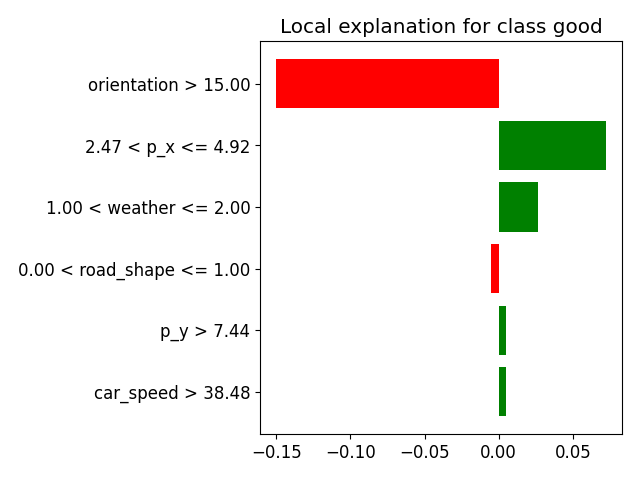 Local explanation for class good
orientation > 15.00
2.47 < p_x <= 4.92
1.00 < weather <= 2.00
0.00 < road_shape <= 1.00
p_y > 7.44
car_speed > 38.48
−0.15 −0.10 −0.05 0.00 0.05